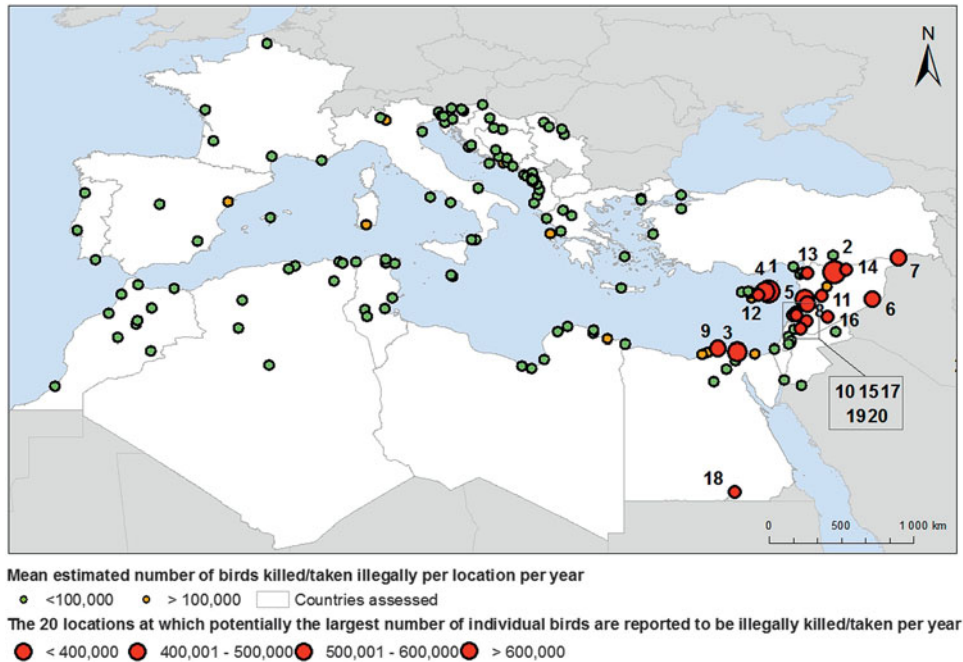 N
13
2
4
1
14
7
5
11
6
12
8
16
9
3
10 15 17
19 20
18
0 500 1 000 km
Mean estimated number of birds killed/taken illegally per location per year
<100,000 > 100,000 Countries assessed
The 20 locations at which potentially the largest number of individual birds are reported to be illegally killed/taken per year
< 400,000 400,001 - 500,000 500,001 - 600,000 > 600,000